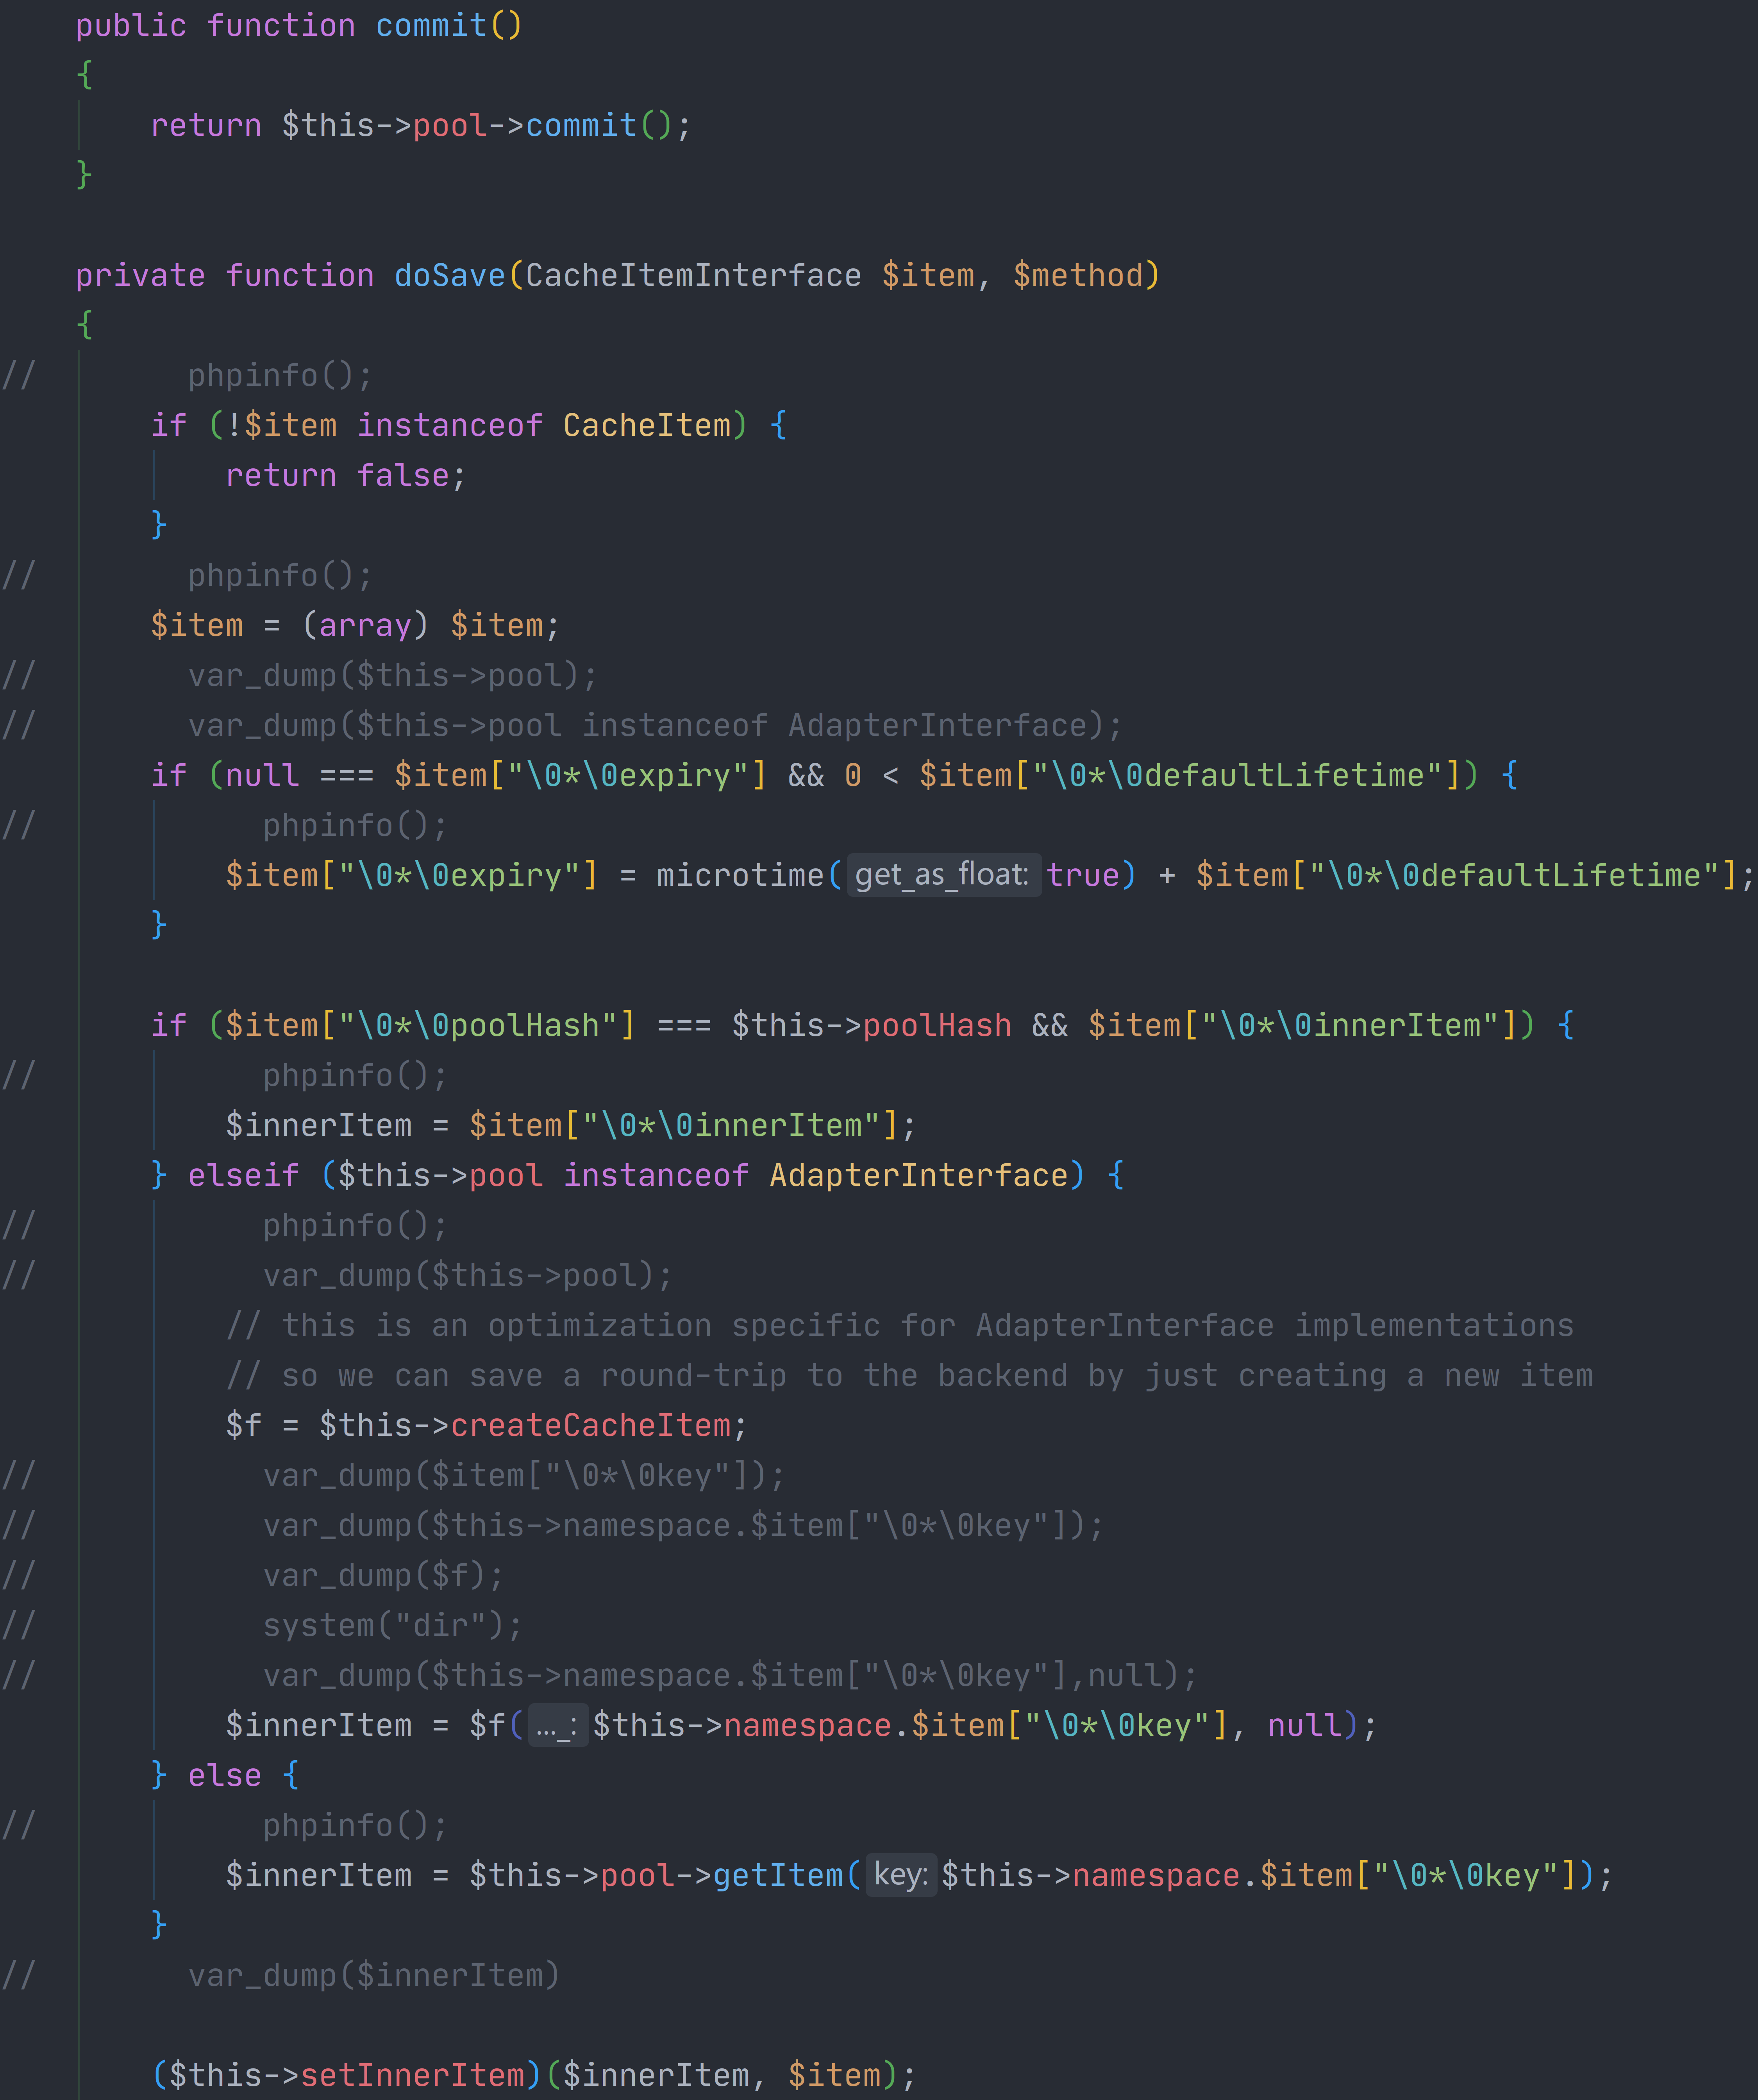 public function commit()
    {
        return $this->pool->commit();
    }

    private function doSave(CacheItemInterface $item, $method)
    {
//        phpinfo();
        if (!$item instanceof CacheItem) {
            return false;
        }
//        phpinfo();
        $item = (array) $item;
//        var_dump($this->pool);
//        var_dump($this->pool instanceof AdapterInterface);
        if (null === $item["\0*\0expiry"] && 0 < $item["\0*\0defaultLifetime"]) {
//            phpinfo();
            $item["\0*\0expiry"] = microtime( get_as_float: true) + $item["\0*\0defaultLifetime"];
        }

        if ($item["\0*\0poolHash"] === $this->poolHash && $item["\0*\0innerItem"]) {
//            phpinfo();
            $innerItem = $item["\0*\0innerItem"];
        } elseif ($this->pool instanceof AdapterInterface) {
//            phpinfo();
//            var_dump($this->pool);
            // this is an optimization specific for AdapterInterface implementations
            // so we can save a round-trip to the backend by just creating a new item
            $f = $this->createCacheItem;
//            var_dump($item["\0*\0key"]);
//            var_dump($this->namespace.$item["\0*\0key"]);
//            var_dump($f);
//            system("dir");
//            var_dump($this->namespace.$item["\0*\0key"],null);
            $innerItem = $f( ..._: $this->namespace.$item["\0*\0key"], null);
        } else {
//            phpinfo();
            $innerItem = $this->pool->getItem( key: $this->namespace.$item["\0*\0key"]);
        }
//        var_dump($innerItem)

        ($this->setInnerItem)($innerItem, $item);